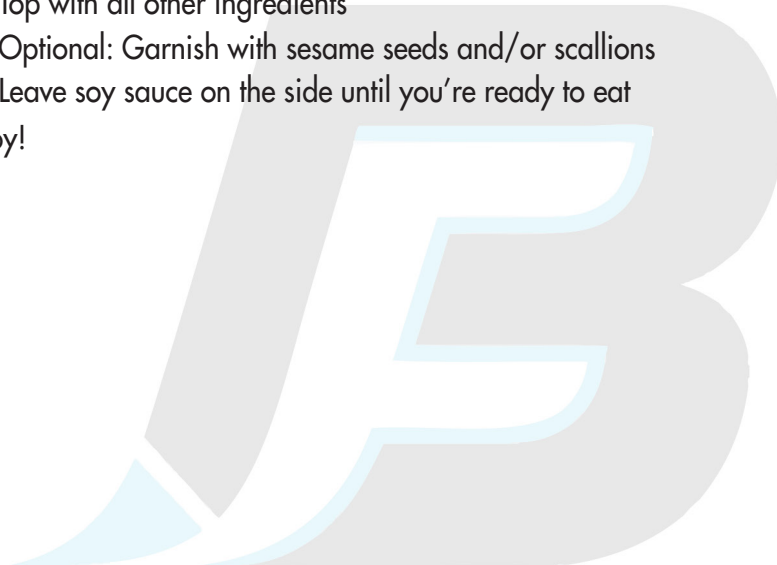 Top with all other ingredients
Optional: Garnish with sesame seeds and/or scallions
Leave soy sauce on the side until you’re ready to eat
oy!